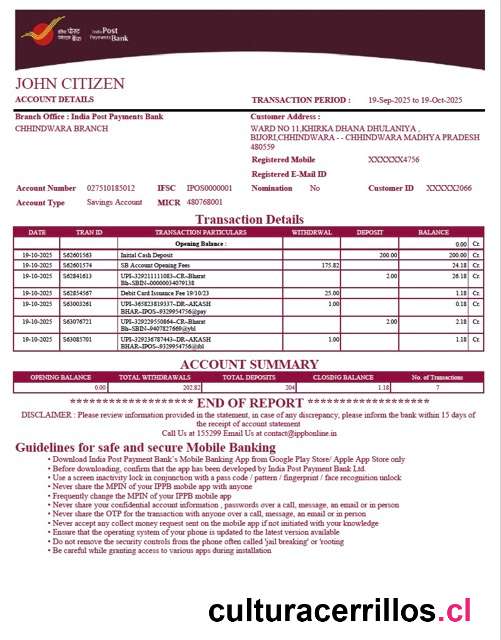 इंडिया पोस्ट India Post
पेमेंट्स बैंक Payments Bank
JOHN CITIZEN
ACCOUNT DETAILS TRANSACTION PERIOD : 19-Sep-2025 to 19-Oct-2025
Branch Office : India Post Payments Bank Customer Address :
CHHINDWARA BRANCH WARD NO 11,KHIRKA DHANA DHULANIYA ,
BIJORI,CHHINDWARA - - CHHINDWARA MADHYA PRADESH
480559
Registered Mobile XXXXXX4756
Registered E-Mail ID
Account Number 027510185012 IFSC IPOS0000001 Nomination No Customer ID XXXXX2066
Account Type Savings Account MICR 480768001
Transaction Details
DATE TRAN ID TRANSACTION PARTICULARS WITHDRWAL DEPOSIT BALANCE
Opening Balance : 0.00 Cr.
19-10-2025 S62601563 Initial Cash Deposit 200.00 200.00 Cr.
19-10-2025 S62601574 SB Account Opening Fees 175.82 24.18 Cr.
19-10-2025 S62841613 UPI~329211111083~CR~Bharat 2.00 26.18 Cr.
Bh~SBIN~00000034079138
19-10-2025 S62854567 Debit Card Issuance Fee 19/10/23 25.00 1.18 Cr.
19-10-2025 S63003261 UPI~365823819337~DR~AKASH 1.00 0.18 Cr.
BHAR~IPOS~9329954756@pay
19-10-2025 S63076721 UPI~329229550864~CR~Bharat 2.00 2.18 Cr.
Bh~SBIN~9407827669@ybl
19-10-2025 S63085701 UPI~329236787443~DR~AKASH 1.00 1.18 Cr.
BHAR~IPOS~9329954756@ibl
ACCOUNT SUMMARY
OPENING BALANCE TOTAL WITHDRAWALS TOTAL DEPOSITS CLOSING BALANCE No. of Transactions
0.00 202.82 204 1.18 7
******************* END OF REPORT *******************
DISCLAIMER : Please review information provided in the statement, in case of any discrepancy, please inform the bank within 15 days of
the receipt of account statement
Call Us at 155299 Email Us at contact@ippbonline.in
Guidelines for safe and secure Mobile Banking
• Download India Post Payment Bank`s Mobile Banking App from Google Play Store/ Apple App Store only
• Before downloading, confirm that the app has been developed by India Post Payment Bank Ltd.
• Use a screen inactivity lock in conjunction with a pass code / pattern / fingerprint / face recognition unlock
• Never share the MPIN of your IPPB mobile app with anyone
• Frequently change the MPIN of your IPPB mobile app
• Never share your confidential account information , passwords over a call, message, an email or in person
• Never share the OTP for the transaction with anyone over a call, message, an email or in person
• Never accept any collect money request sent on the mobile app if not initiated with your knowledge
• Ensure that the operating system of your phone is updated to the latest version available
• Do not remove the security controls from the phone often called 'jail breaking' or 'rooting
• Be careful while granting access to various apps during installation
culturacerrillos.cl